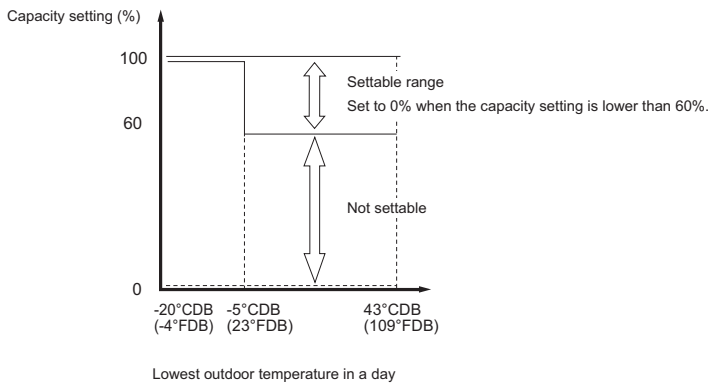 Capacity setting (%)
100
Settable range
Set to 0% when the capacity setting is lower than 60%.
60
Not settable
0
-20°CDB -5°CDB 43°CDB
(-4°FDB) (23°FDB) (109°FDB)
Lowest outdoor temperature in a day